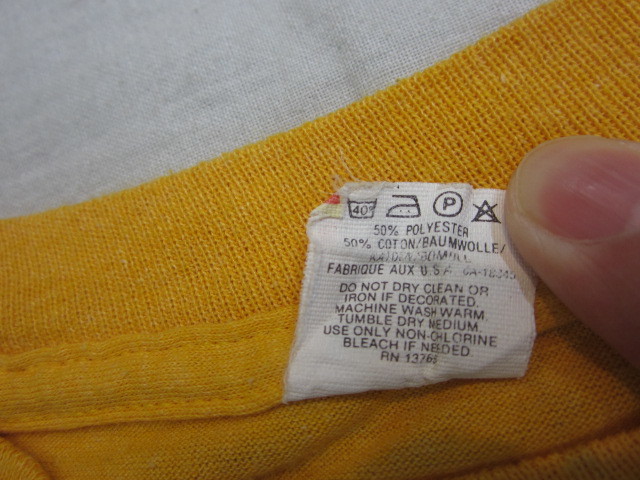 40° P
50% POLYESTER
50% COTTON/BAUMWOLLE/
FABRIQUE AUX U.S.A.
DO NOT DRY CLEAN OR
IRON IF DECORATED.
MACHINE WASH WARM.
TUMBLE DRY MEDIUM.
USE ONLY NON-CHLORINE
BLEACH IF NEEDED.
RN 13765